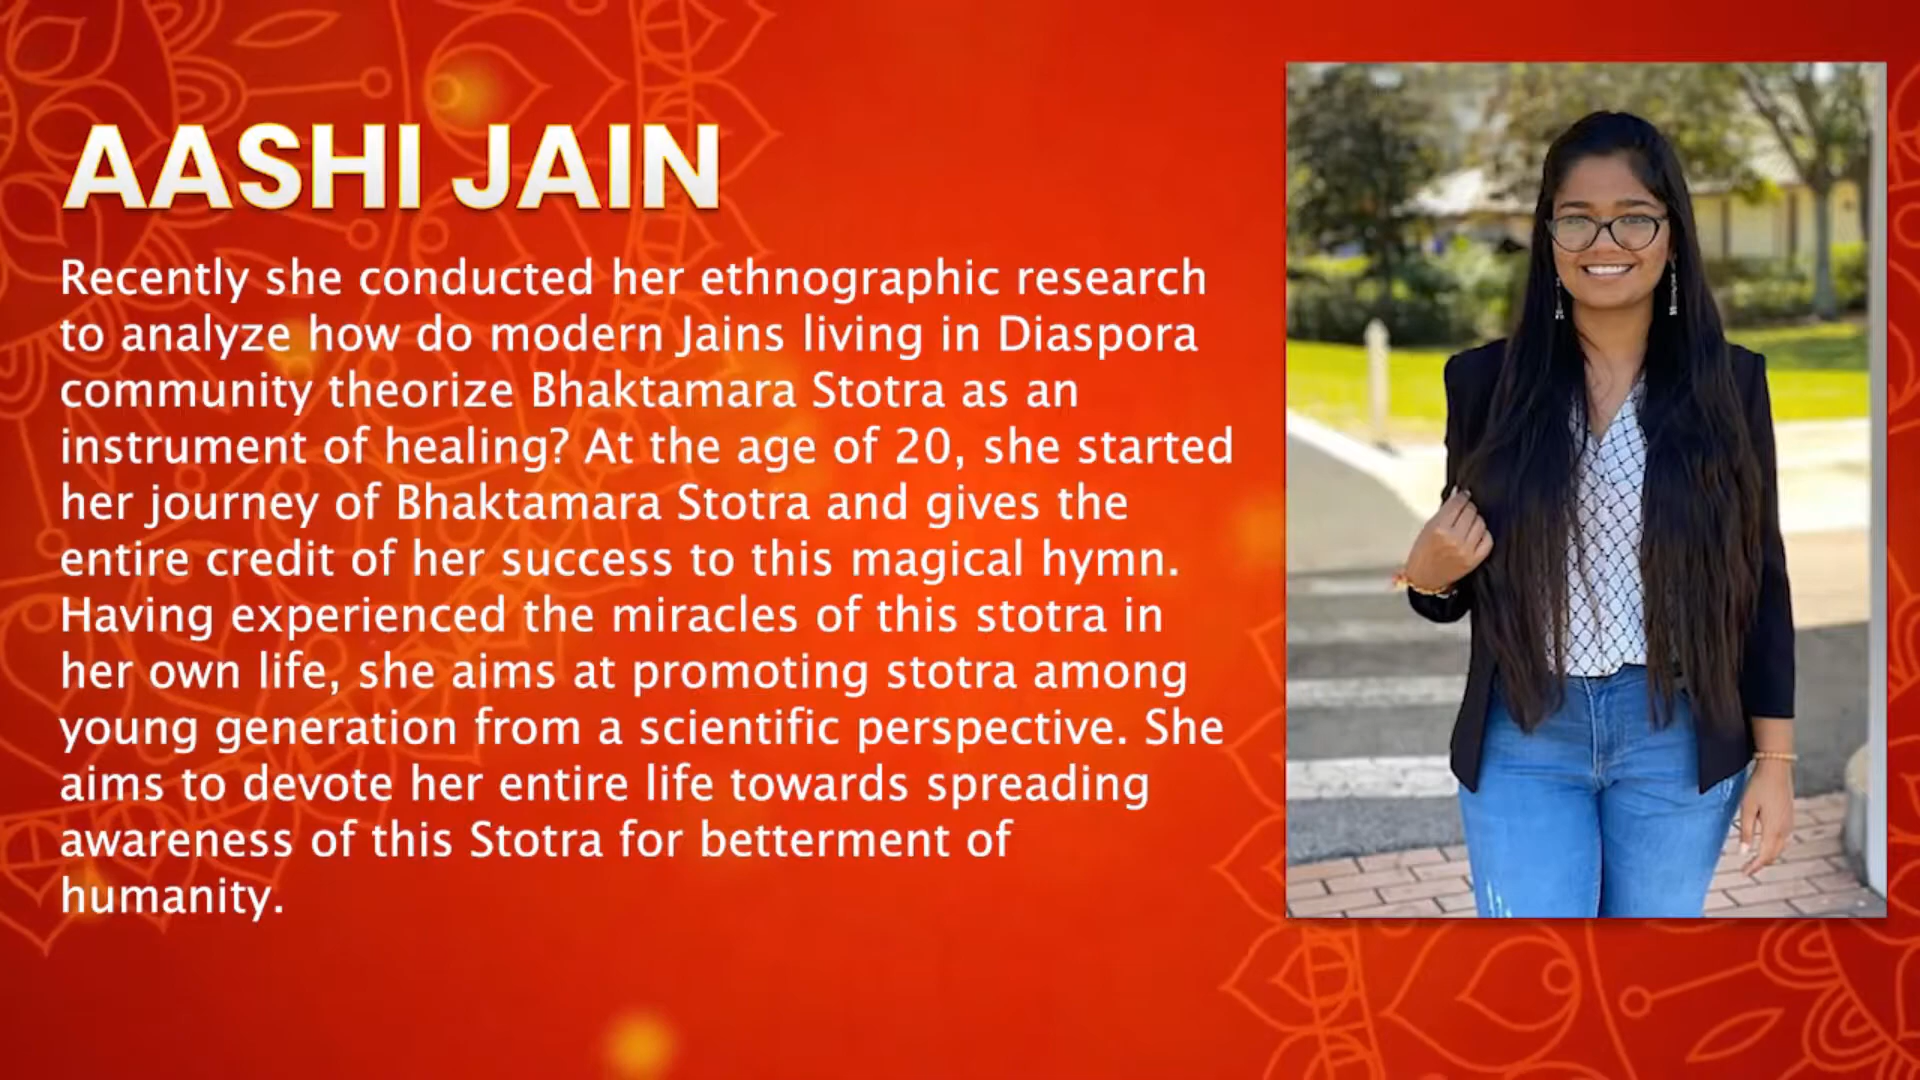 AASHI JAIN
Recently she conducted her ethnographic research
to analyze how do modern Jains living in Diaspora
community theorize Bhaktamara Stotra as an
instrument of healing? At the age of 20, she started
her journey of Bhaktamara Stotra and gives the
entire credit of her success to this magical hymn.
Having experienced the miracles of this stotra in
her own life, she aims at promoting stotra among
young generation from a scientific perspective. She
aims to devote her entire life towards spreading
awareness of this Stotra for betterment of
humanity.